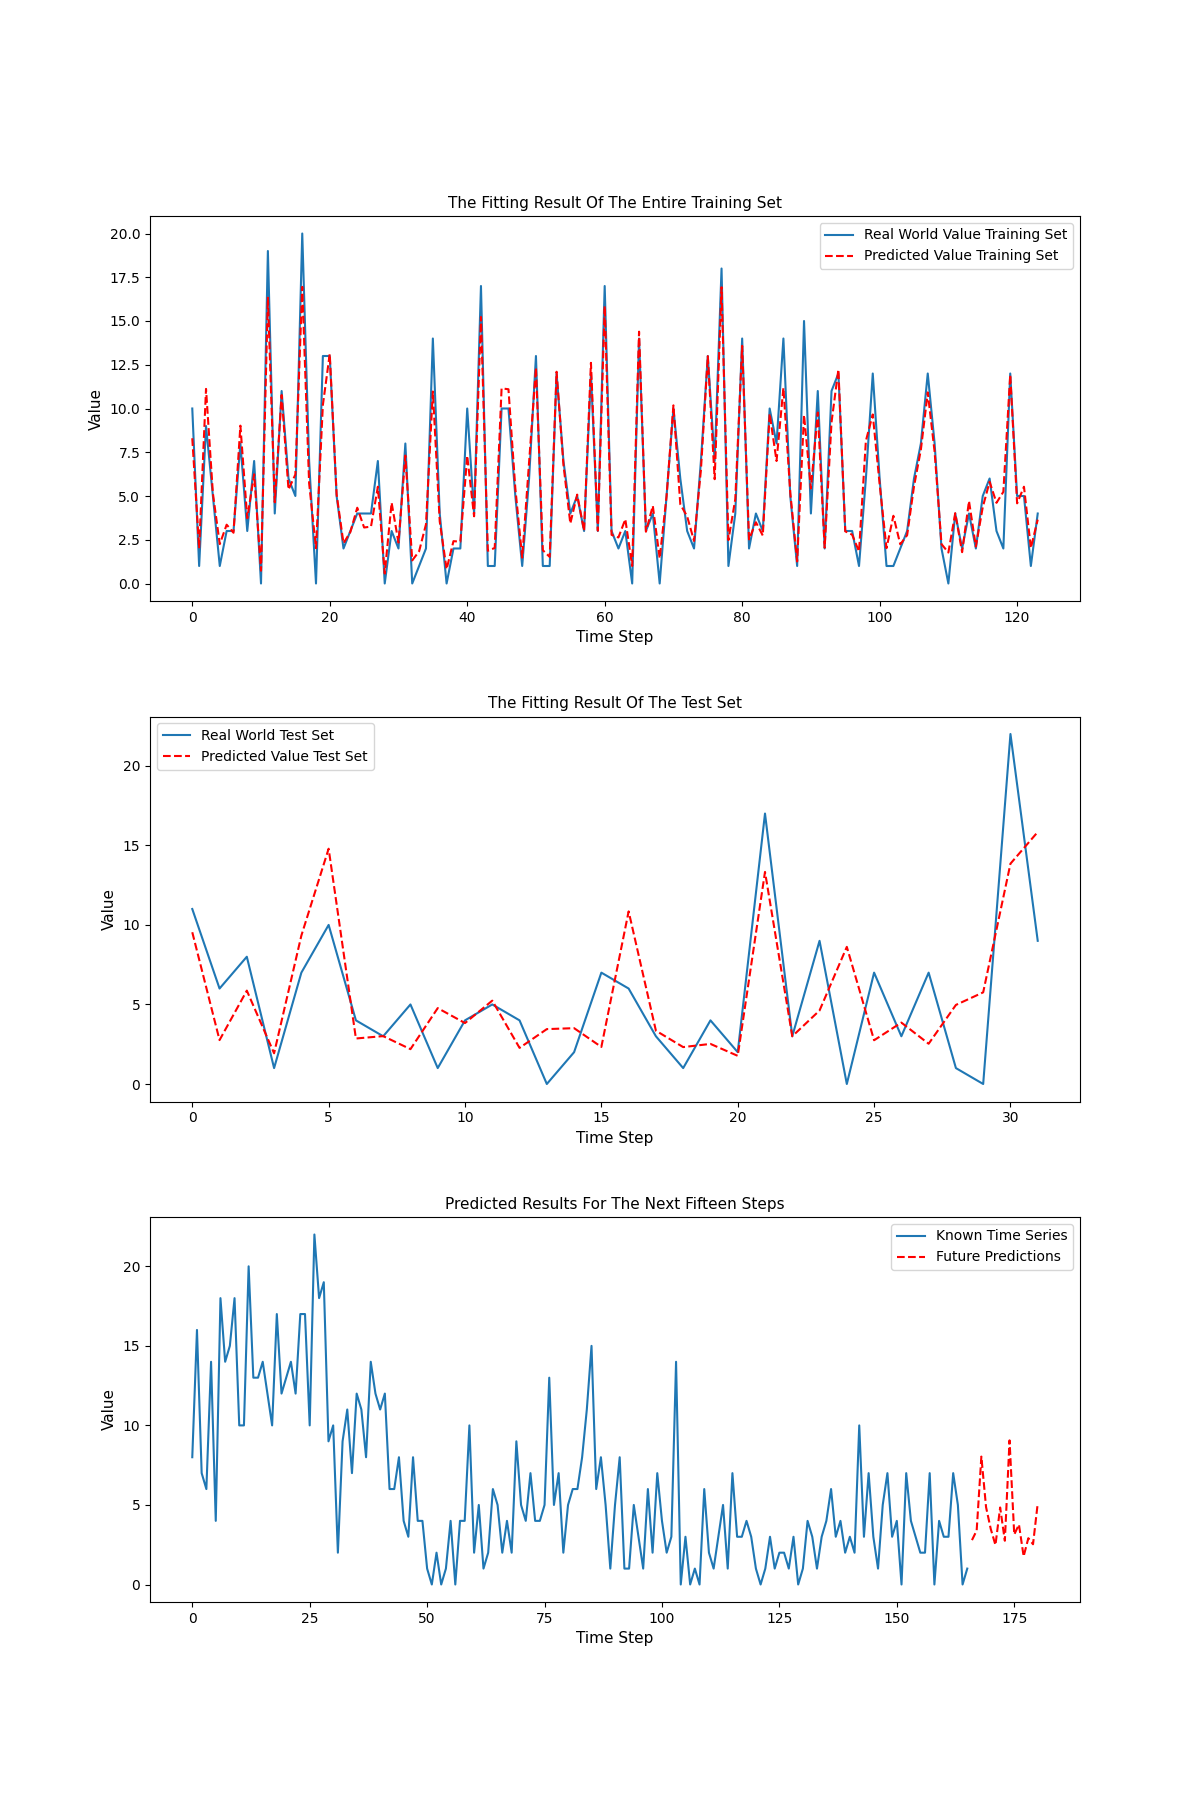 The Fitting Result Of The Entire Training Set
20.0
17.5
15.0
12.5
10.0
7.5
5.0
2.5
0.0
Value
Real World Value Training Set
Predicted Value Training Set
0 20 40 60 80 100 120
Time Step
The Fitting Result Of The Test Set
20
15
10
5
0
Value
Real World Test Set
Predicted Value Test Set
0 5 10 15 20 25 30
Time Step
Predicted Results For The Next Fifteen Steps
20
15
10
5
0
Value
Known Time Series
Future Predictions
0 25 50 75 100 125 150 175
Time Step